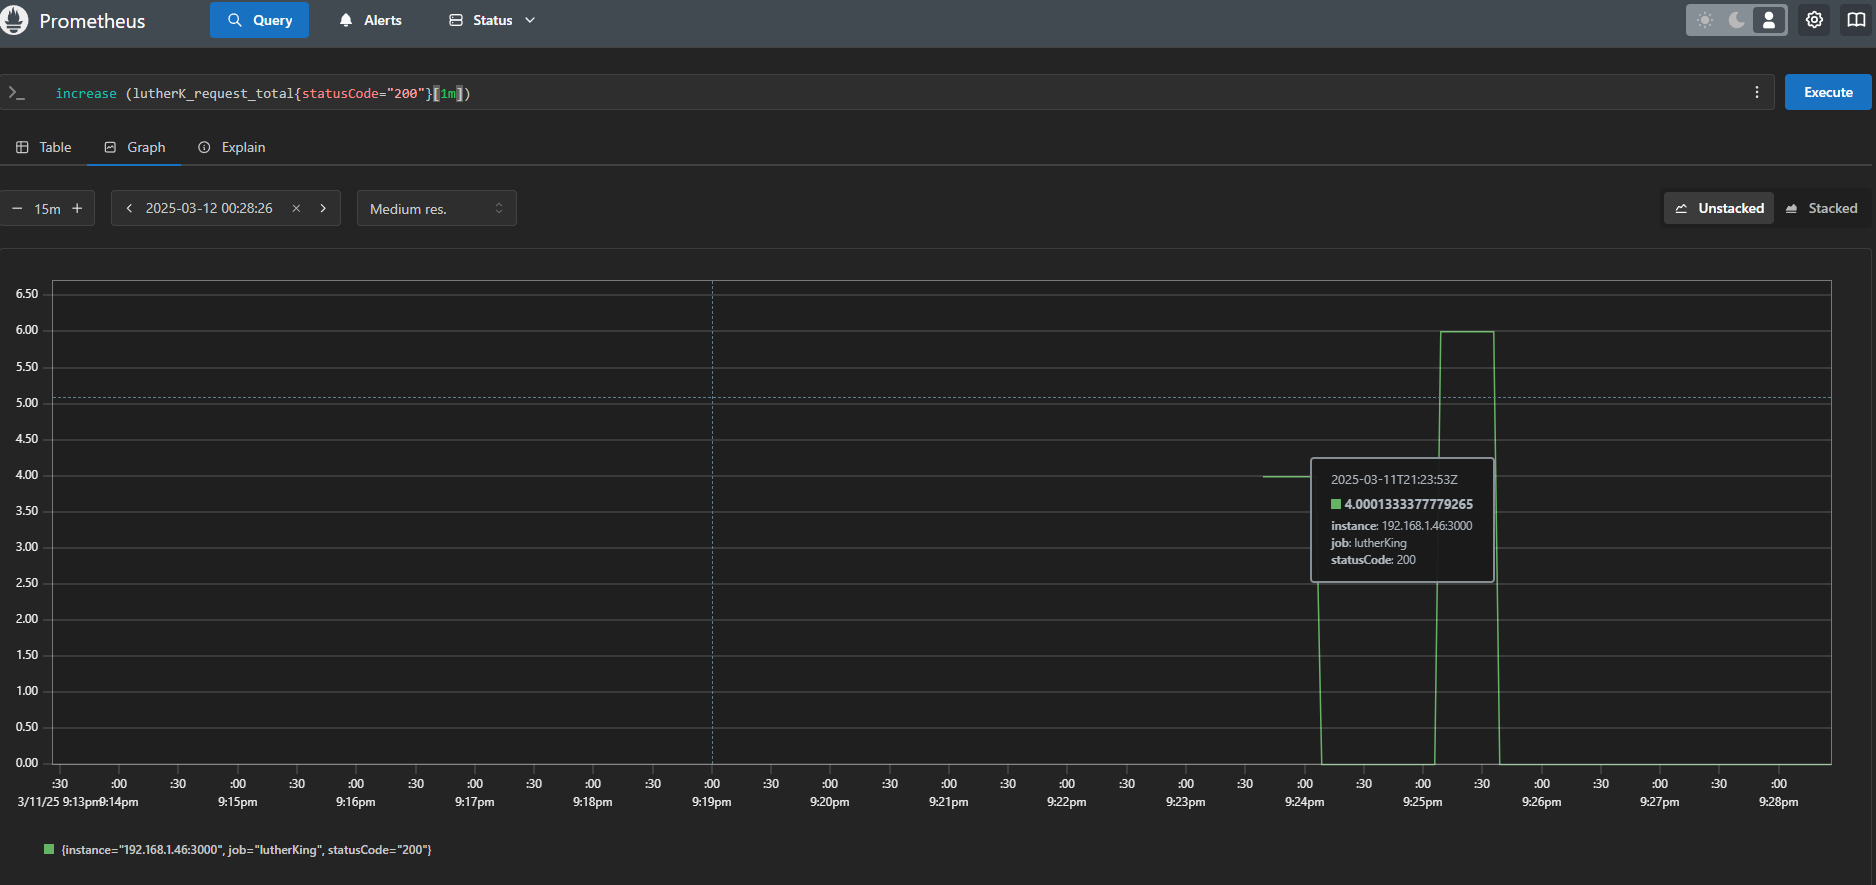 Prometheus Query Alerts Status
increase (lutherK_request_total{statusCode="200"}[1m])
Execute
Table Graph Explain
15m 2025-03-12 00:28:26 Medium res. Unstacked Stacked
6.50
6.00
5.50
5.00
4.50
4.00
3.50
3.00
2.50
2.00
1.50
1.00
0.50
0.00
2025-03-11T21:23:53Z
4.0001333377779265
instance: 192.168.1.46:3000
job: lutherKing
statusCode: 200
:30 :00 :30 :00 :30 :00 :30 :00 :30 :00 :30 :00 :30 :00 :30 :00 :30 :00 :30 :00 :30 :00 :30 :00 :30 :00 :30 :00 :30 :00
3/11/25 9:13pm 9:14pm 9:15pm 9:16pm 9:17pm 9:18pm 9:19pm 9:20pm 9:21pm 9:22pm 9:23pm 9:24pm 9:25pm 9:26pm 9:27pm 9:28pm
{instance="192.168.1.46:3000", job="lutherKing", statusCode="200"}